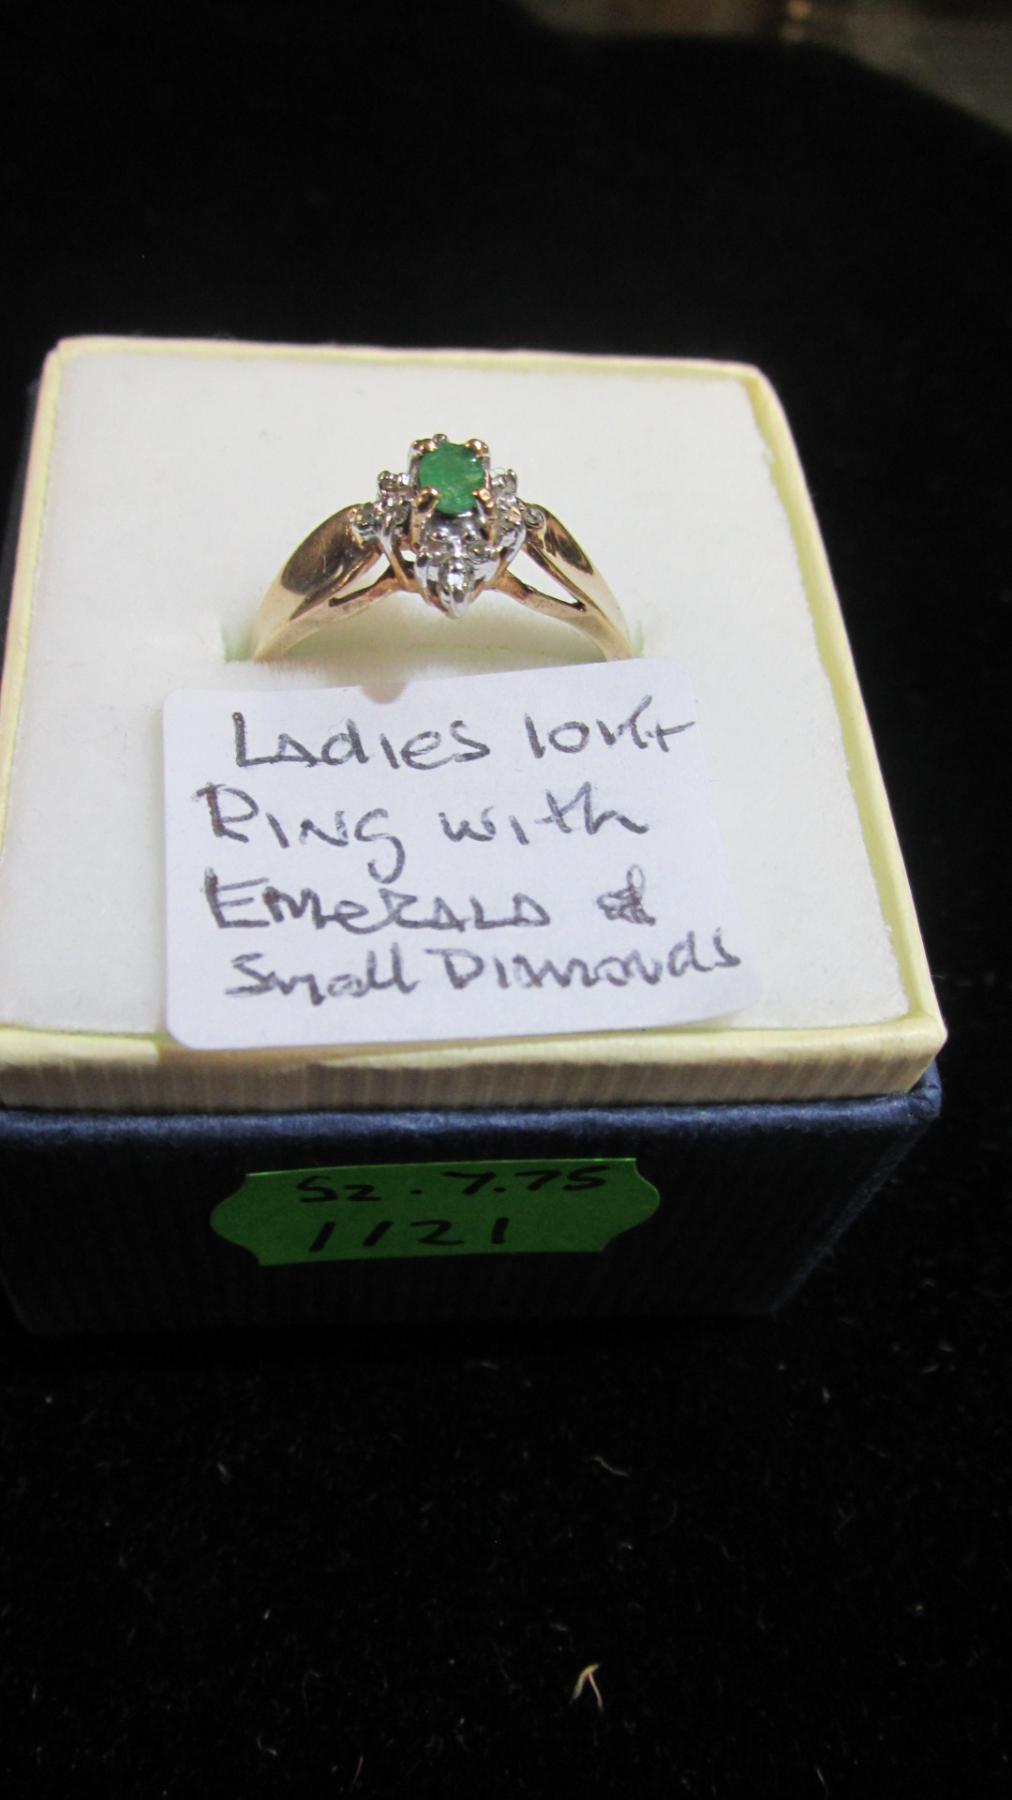 Ladies 10Kt
Ring with
Emerald &
Small Diamonds
Sz. 7.75
1121